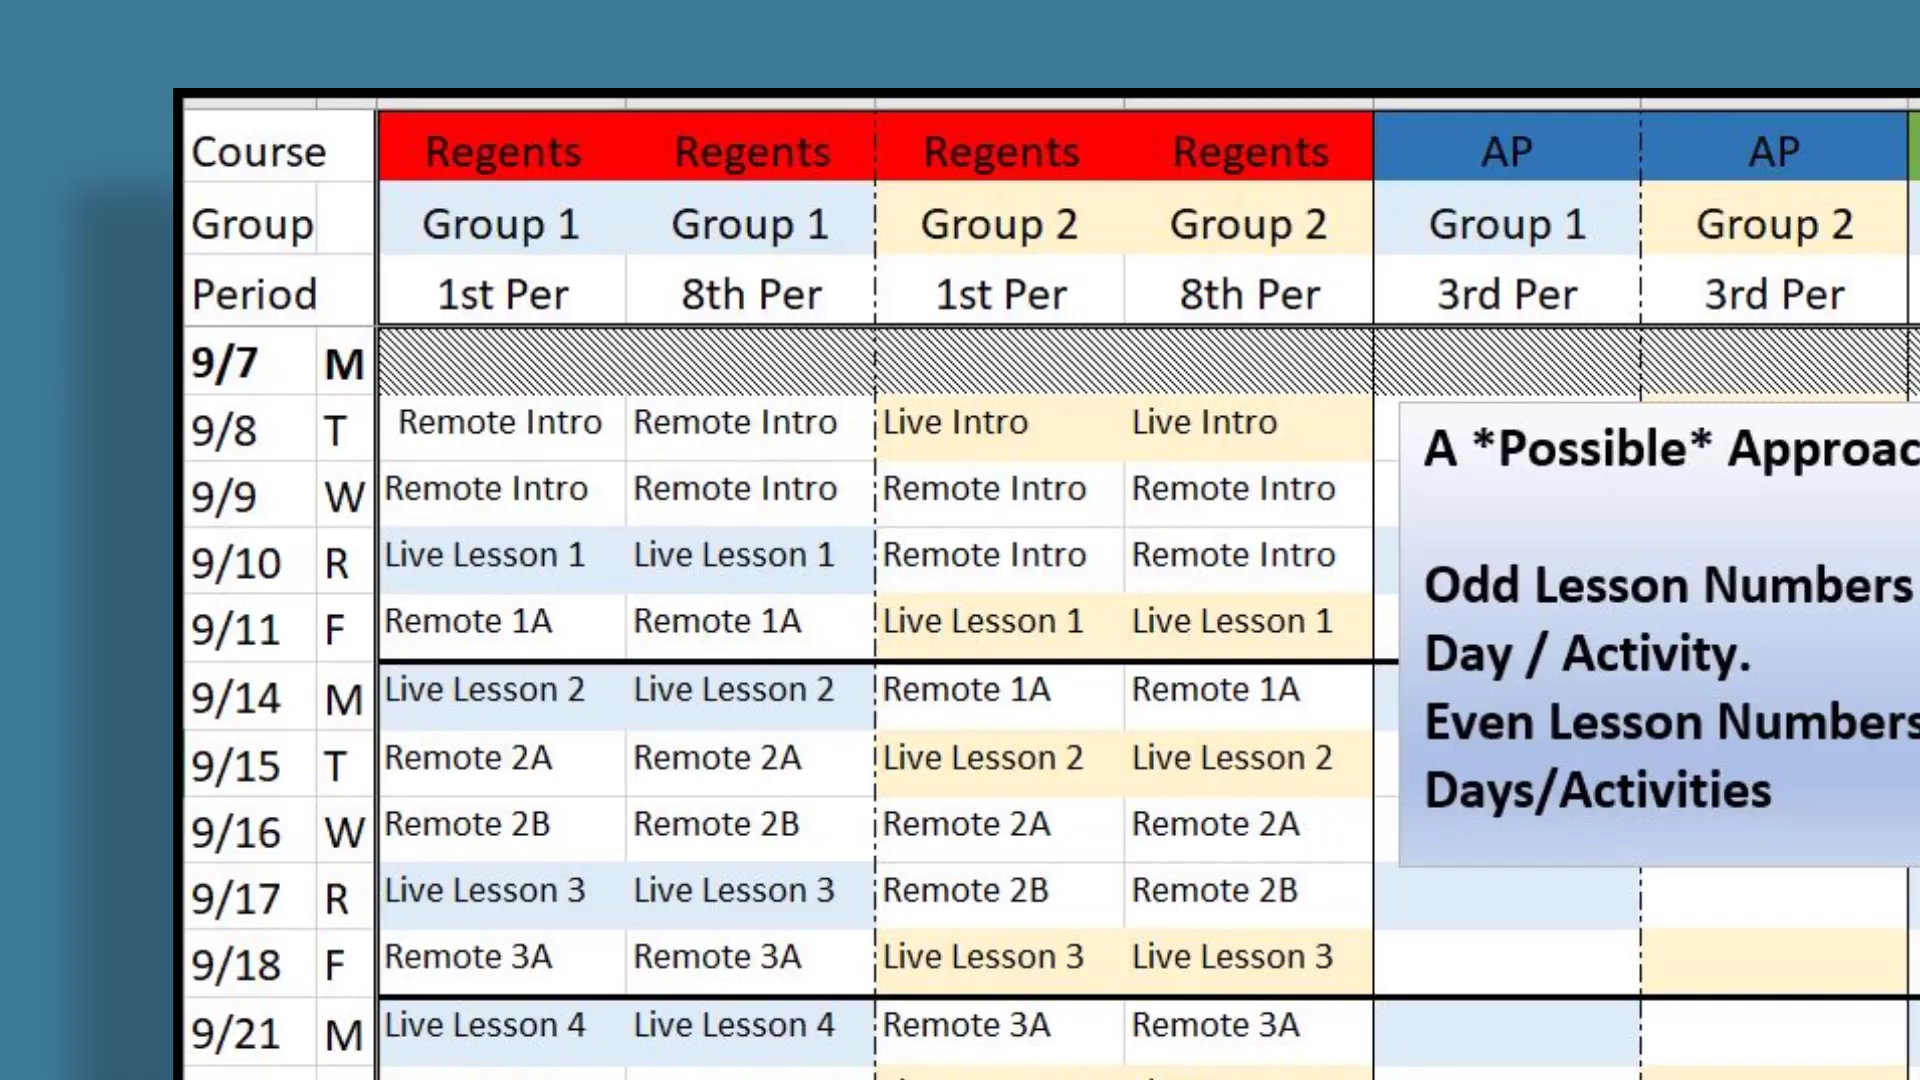 Course Regents Regents Regents Regents AP AP
Group Group 1 Group 1 Group 2 Group 2 Group 1 Group 2
Period 1st Per 8th Per 1st Per 8th Per 3rd Per 3rd Per
9/7 M
9/8 T Remote Intro Remote Intro Live Intro Live Intro
9/9 W Remote Intro Remote Intro Remote Intro Remote Intro
9/10 R Live Lesson 1 Live Lesson 1 Remote Intro Remote Intro
9/11 F Remote 1A Remote 1A Live Lesson 1 Live Lesson 1
9/14 M Live Lesson 2 Live Lesson 2 Remote 1A Remote 1A
9/15 T Remote 2A Remote 2A Live Lesson 2 Live Lesson 2
9/16 W Remote 2B Remote 2B Remote 2A Remote 2A
9/17 R Live Lesson 3 Live Lesson 3 Remote 2B Remote 2B
9/18 F Remote 3A Remote 3A Live Lesson 3 Live Lesson 3
9/21 M Live Lesson 4 Live Lesson 4 Remote 3A Remote 3A
A *Possible* Approac
Odd Lesson Numbers
Day / Activity.
Even Lesson Numbers
Days/Activities